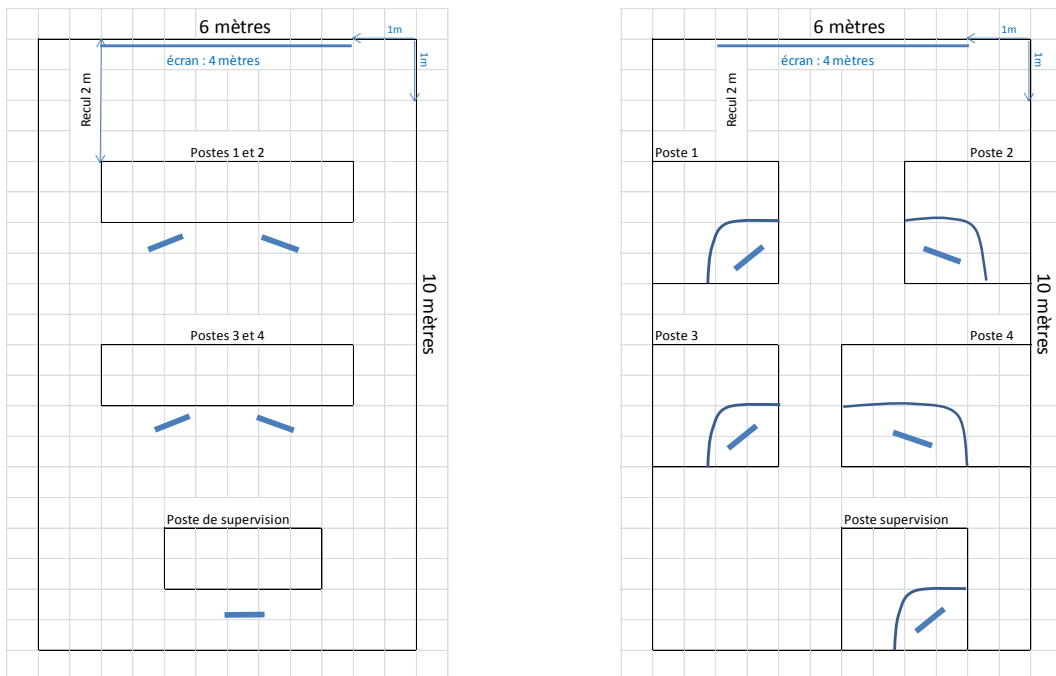 6 mètres
1m
écran : 4 mètres
1m
Recul 2 m
Postes 1 et 2
10 mètres
Postes 3 et 4
Poste de supervision
6 mètres
1m
écran : 4 mètres
1m
Recul 2 m
Poste 1
Poste 2
10 mètres
Poste 3
Poste 4
Poste supervision